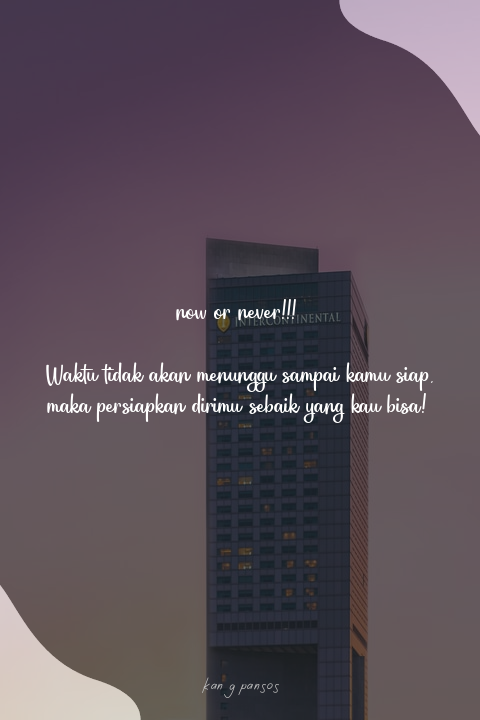 now or never!!!
INTERCONTINENTAL
Waktu tidak akan menunggu sampai kamu siap,
maka persiapkan dirimu sebaik yang kau bisa!
kan g pansos